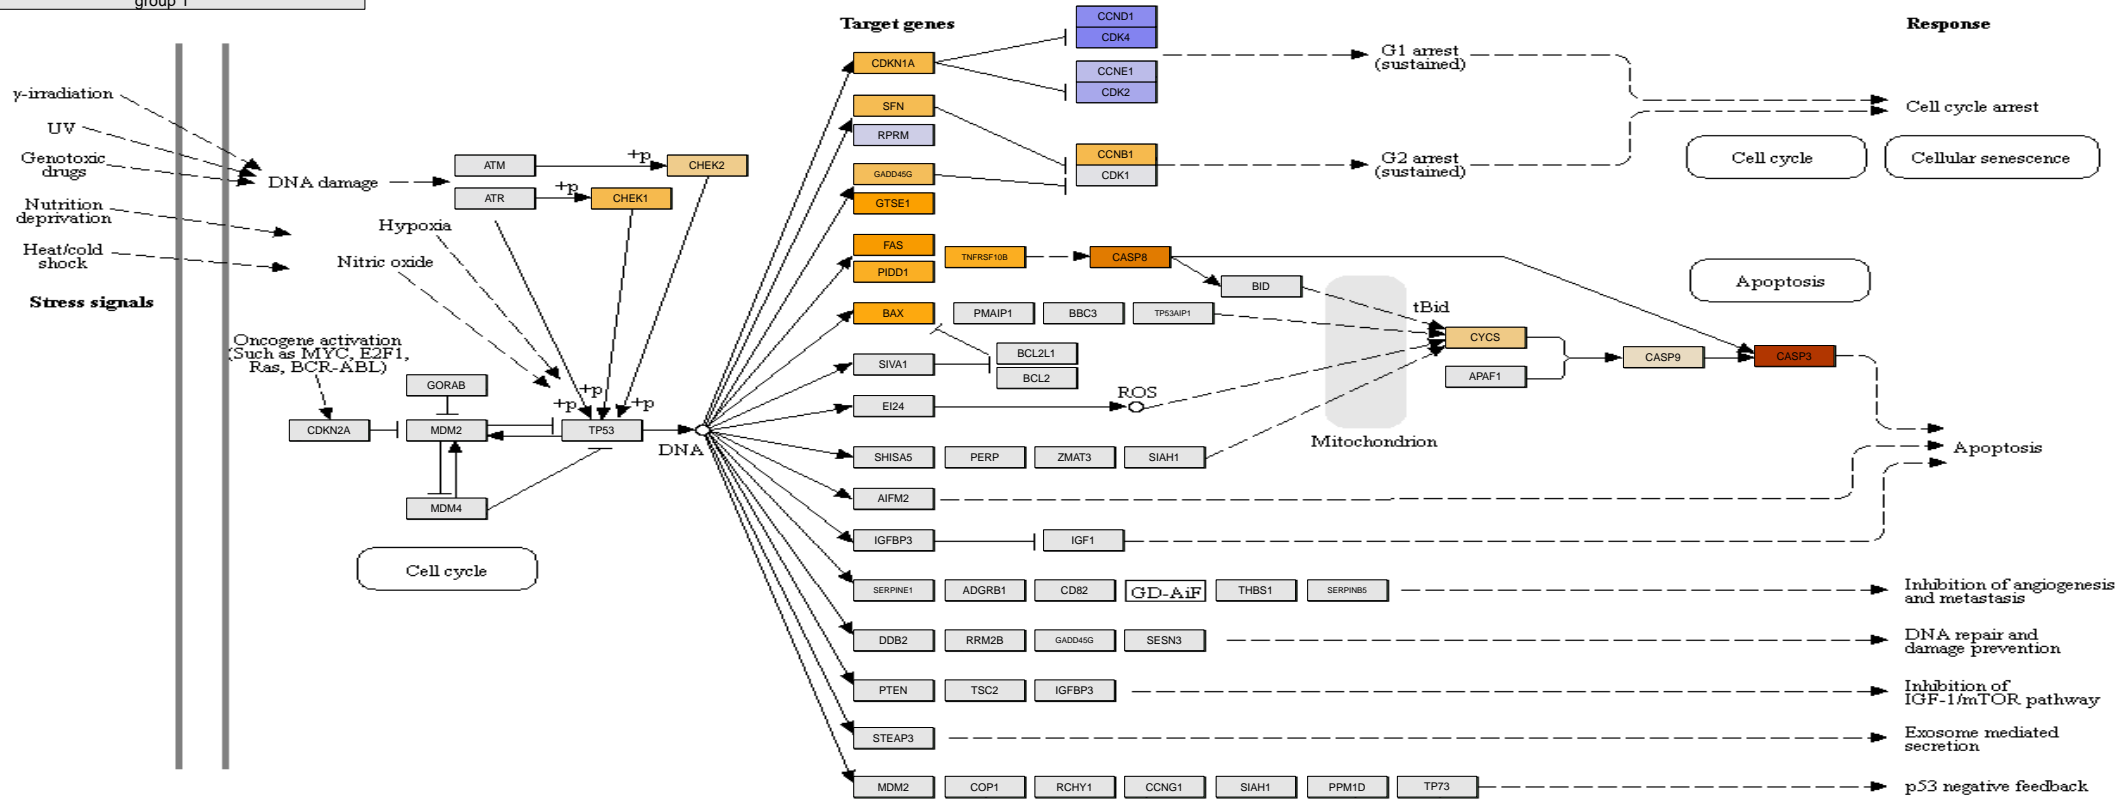 group 1
Target genes
Response
Stress signals
γ-irradiation
UV
Genotoxic
drugs
Nutrition
deprivation
Heat/cold
shock
DNA damage
ATM
+p
CHEK2
ATR
+p
CHEK1
Hypoxia
Nitric oxide
Oncogene activation
(Such as MYC, E2F1,
Ras, BCR-ABL)
GORAB
CDKN2A
MDM2
+p
+p
+p
TP53
DNA
MDM4
Cell cycle
CDKN1A
CCND1
CDK4
CCNE1
CDK2
G1 arrest
(sustained)
SFN
RPRM
GADD45G
GTSE1
CCNB1
CDK1
G2 arrest
(sustained)
Cell cycle arrest
Cell cycle
Cellular senescence
FAS
PIDD1
TNFRSF10B
CASP8
BID
tBid
Apoptosis
BAX
PMAIP1
BBC3
TP53AIP1
BCL2L1
BCL2
SIVA1
CYCS
APAF1
CASP9
CASP3
EI24
ROS
Mitochondrion
SHISA5
PERP
ZMAT3
SIAH1
Apoptosis
AIFM2
IGFBP3
IGF1
SERPINE1
ADGRB1
CD82
GD-AiF
THBS1
SERPINB5
Inhibition of angiogenesis
and metastasis
DDB2
RRM2B
GADD45G
SESN3
DNA repair and
damage prevention
PTEN
TSC2
IGFBP3
Inhibition of
IGF-1/mTOR pathway
STEAP3
Exosome mediated
secretion
MDM2
COP1
RCHY1
CCNG1
SIAH1
PPM1D
TP73
p53 negative feedback